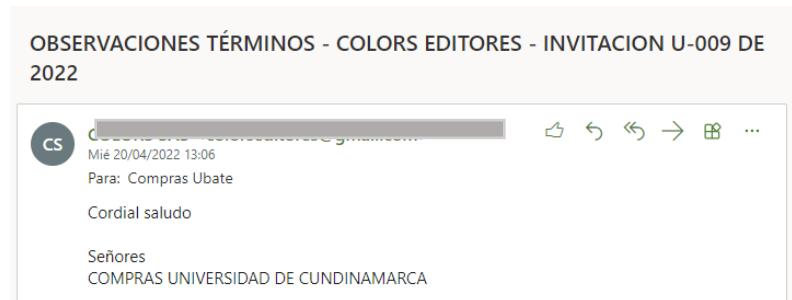 OBSERVACIONES TÉRMINOS - COLORS EDITORES - INVITACION U-009 DE
2022
CS
Mié 20/04/2022 13:06
Para: Compras Ubate
Cordial saludo
Señores
COMPRAS UNIVERSIDAD DE CUNDINAMARCA